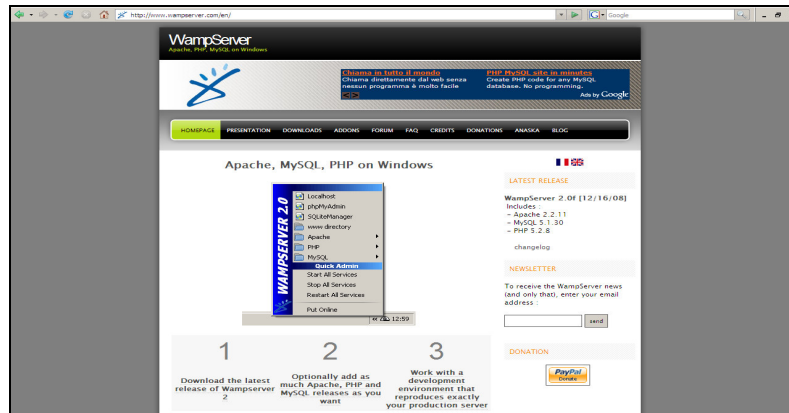 http://www.wampserver.com/en/
Google
WampServer
Apache, PHP, MySQL on Windows
Chiama in tutto il mondo
Chiama direttamente dal web senza
nessun programma è molto facile
PHP MySQL site in minutes
Create PHP code for any MySQL
database. No programming.
Ads by Google
HOMEPAGE PRESENTATION DOWNLOADS ADDONS FORUM FAQ CREDITS DONATIONS ANASKA BLOG
Apache, MySQL, PHP on Windows
WAMPSERVER 2.0
Localhost
phpMyAdmin
SQLiteManager
www directory
Apache
PHP
MySQL
Quick Admin
Start All Services
Stop All Services
Restart All Services
Put Online
12:59
1
Download the latest
release of Wampserver
2
2
Optionally add as
much Apache, PHP and
MySQL releases as you
want
3
Work with a
development
environment that
reproduces exactly
your production server
LATEST RELEASE
WampServer 2.0f [12/16/08]
Includes :
- Apache 2.2.11
- MySQL 5.1.30
- PHP 5.2.8
changelog
NEWSLETTER
To receive the WampServer news
(and only that), enter your email
address :
send
DONATION
PayPal
Donate